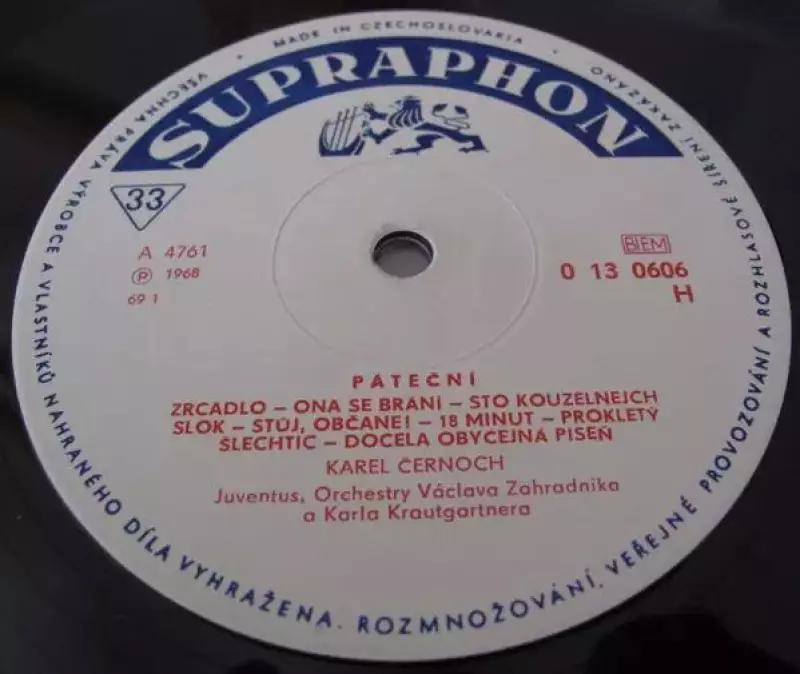 MADE IN CZECHOSLOVAKIA
SUPRAPHON
33
A 4761
Ⓟ 1968
69 1
BIEM
0 13 0606
H
PÁTEČNÍ
ZRCADLO – ONA SE BRÁNÍ – STO KOUZELNEJCH
SLOK – STŮJ, OBČANE! – 18 MINUT – PROKLETÝ
ŠLECHTIC – DOCELA OBYČEJNÁ PÍSEŇ
KAREL ČERNOCH
Juventus, Orchestry Václava Zahradníka
a Karla Krautgartnera
VŠECHNA PRÁVA VÝROBCE A VLASTNÍKŮ NAHRANÉHO DÍLA VYHRAŽENA. ROZMNOŽOVÁNÍ, VEŘEJNÉ PROVOZOVÁNÍ A ROZHLASOVÉ ŠÍŘENÍ ZAKÁZÁNO